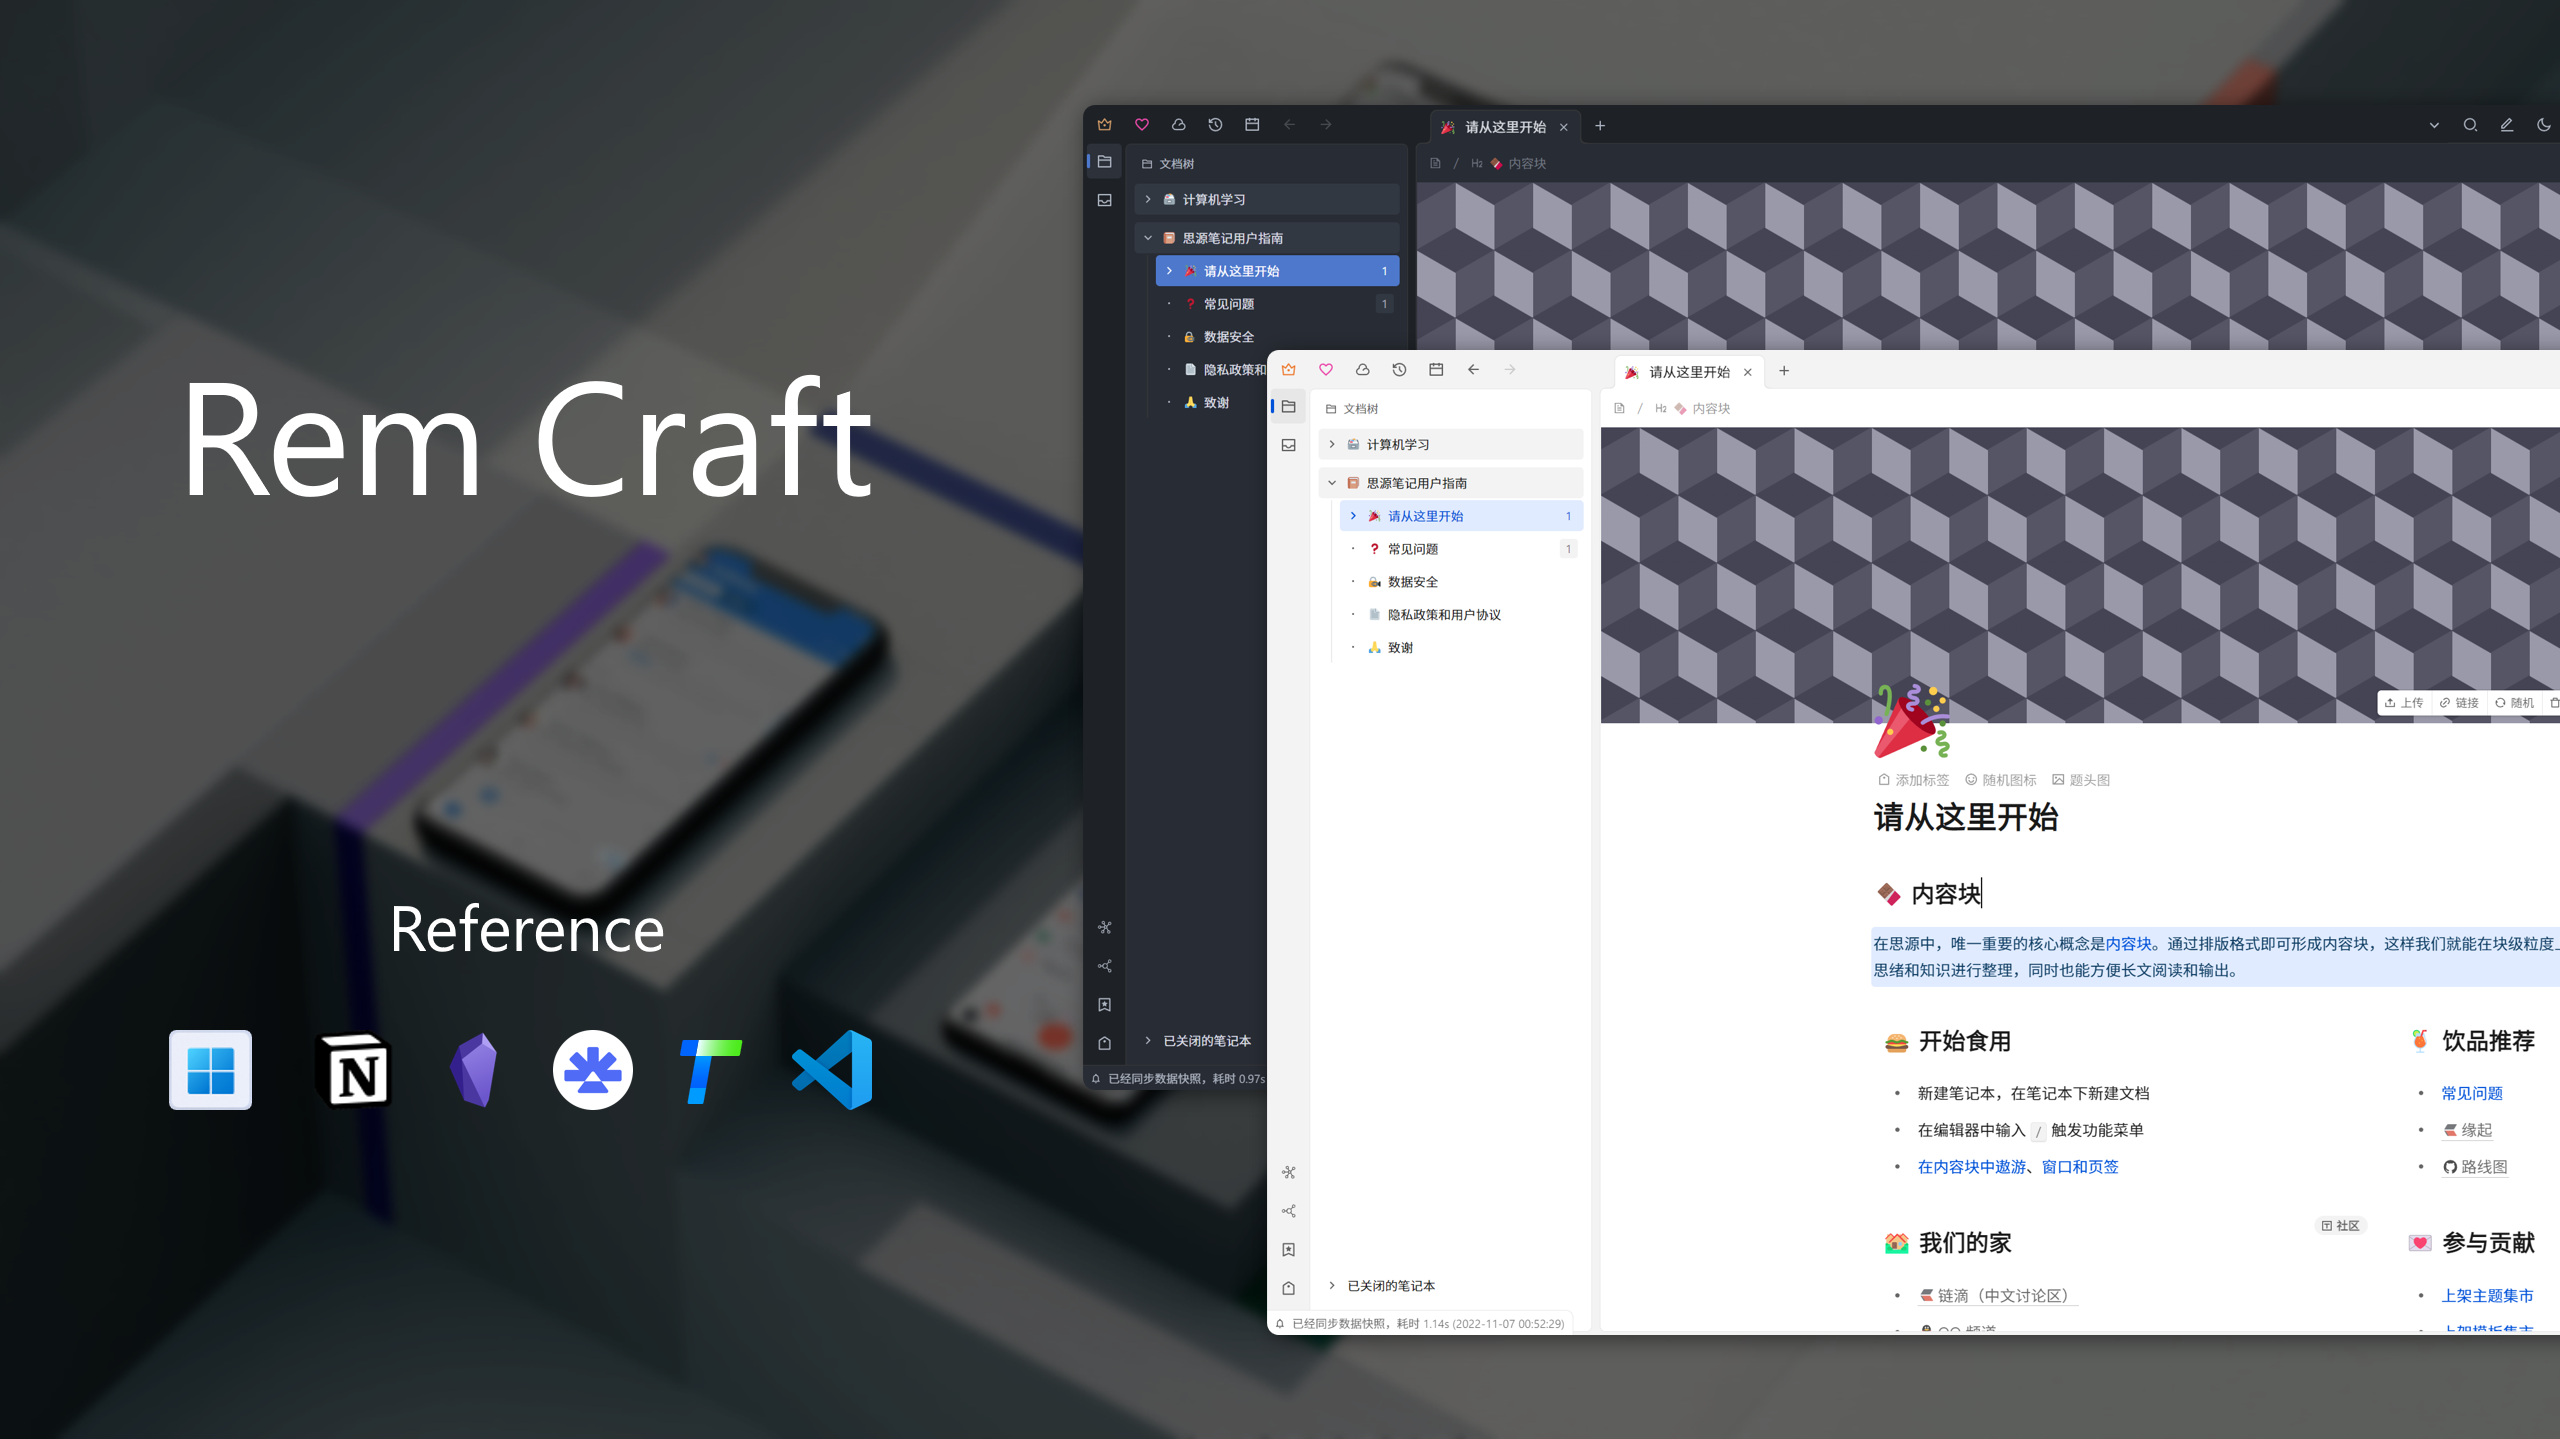 Rem Craft
Reference
请从这里开始
文档树
H2 内容块
计算机学习
思源笔记用户指南
请从这里开始 1
常见问题 1
数据安全
隐私政策和
致谢
已关闭的笔记本
已经同步数据快照，耗时 0.97s
请从这里开始
文档树
/ H2 内容块
计算机学习
思源笔记用户指南
请从这里开始 1
常见问题 1
数据安全
隐私政策和用户协议
致谢
已关闭的笔记本
已经同步数据快照，耗时 1.14s (2022-11-07 00:52:29)
上传 链接 随机
添加标签 随机图标 题头图
请从这里开始
内容块
在思源中，唯一重要的核心概念是内容块。通过排版格式即可形成内容块，这样我们就能在块级粒度上
思绪和知识进行整理，同时也能方便长文阅读和输出。
开始食用
新建笔记本，在笔记本下新建文档
在编辑器中输入 / 触发功能菜单
在内容块中遨游、窗口和页签
饮品推荐
常见问题
缘起
路线图
社区
我们的家
链滴（中文讨论区）
参与贡献
上架主题集市